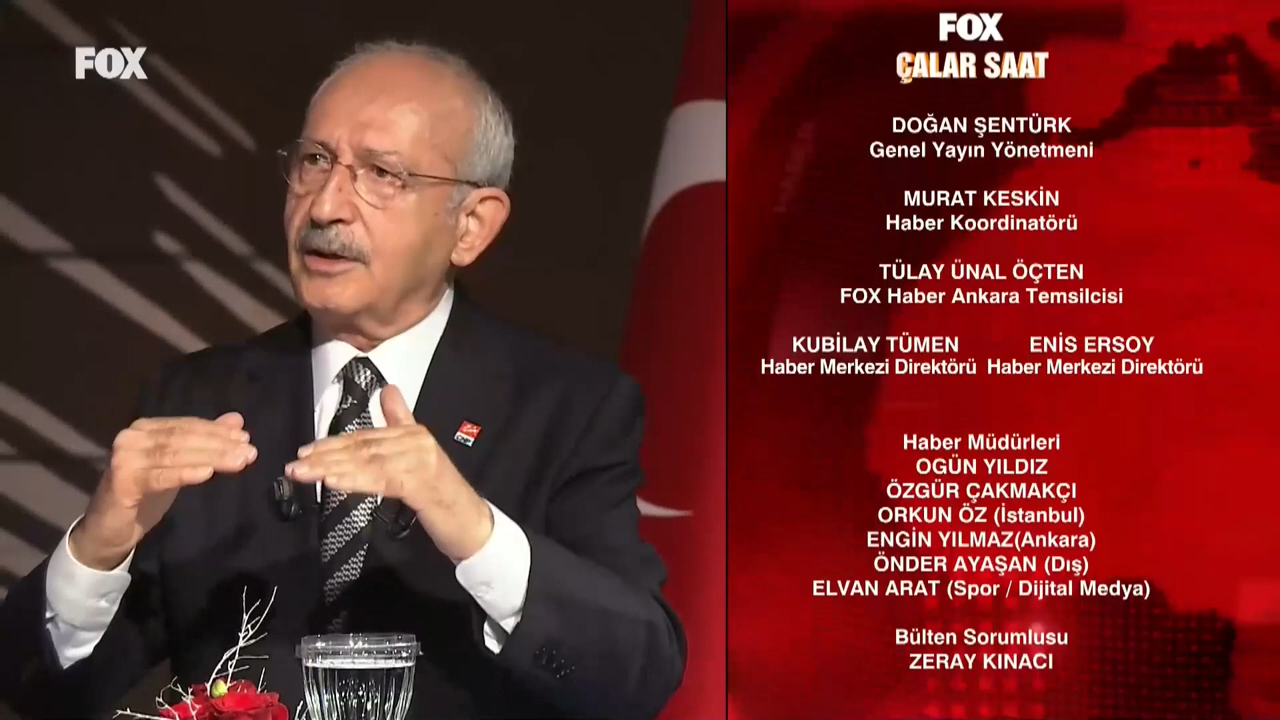 FOX
FOX
ÇALAR SAAT
DOĞAN ŞENTÜRK
Genel Yayın Yönetmeni
MURAT KESKİN
Haber Koordinatörü
TÜLAY ÜNAL ÖÇTEN
FOX Haber Ankara Temsilcisi
KUBİLAY TÜMEN
Haber Merkezi Direktörü
ENİS ERSOY
Haber Merkezi Direktörü
Haber Müdürleri
OGÜN YILDIZ
ÖZGÜR ÇAKMAKÇI
ORKUN ÖZ (İstanbul)
ENGİN YILMAZ(Ankara)
ÖNDER AYAŞAN (Dış)
ELVAN ARAT (Spor / Dijital Medya)
Bülten Sorumlusu
ZERAY KINACI
CHP